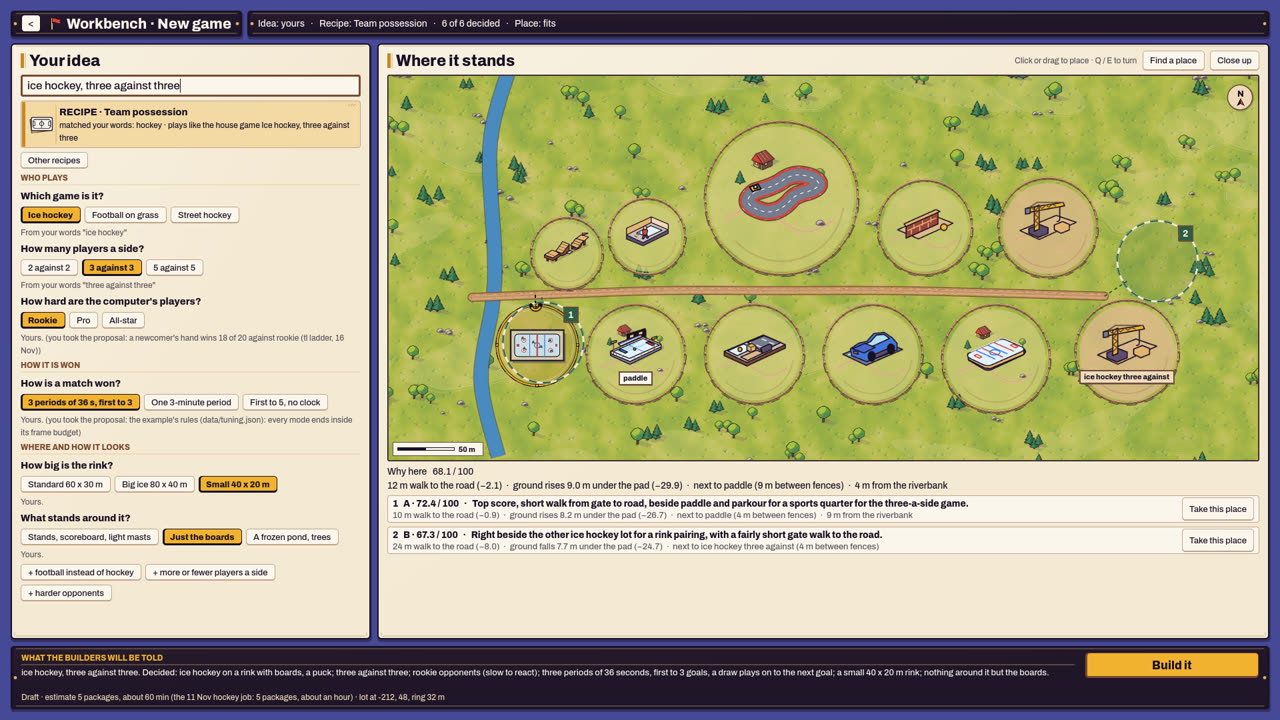 < Workbench · New game
Idea: yours · Recipe: Team possession · 6 of 6 decided · Place: fits
Your idea
ice hockey, three against three
RECIPE · Team possession
matched your words: hockey · plays like the house game Ice hockey, three against
three
Other recipes
WHO PLAYS
Which game is it?
Ice hockey Football on grass Street hockey
From your words "ice hockey"
How many players a side?
2 against 2 3 against 3 5 against 5
From your words "three against three"
How hard are the computer's players?
Rookie Pro All-star
Yours. (you took the proposal: a newcomer's hand wins 18 of 20 against rookie (tl ladder, 16
Nov))
HOW IT IS WON
How is a match won?
3 periods of 36 s, first to 3 One 3-minute period First to 5, no clock
Yours. (you took the proposal: the example's rules (data/tuning.json): every mode ends inside
its frame budget)
WHERE AND HOW IT LOOKS
How big is the rink?
Standard 60 x 30 m Big ice 80 x 40 m Small 40 x 20 m
Yours.
What stands around it?
Stands, scoreboard, light masts Just the boards A frozen pond, trees
Yours.
+ football instead of hockey + more or fewer players a side
+ harder opponents
Where it stands
Click or drag to place · Q / E to turn Find a place Close up
N
2
1
paddle
ice hockey three against
50 m
Why here 68.1 / 100
12 m walk to the road (−2.1) · ground rises 9.0 m under the pad (−29.9) · next to paddle (9 m between fences) · 4 m from the riverbank
1 A · 72.4 / 100 · Top score, short walk from gate to road, beside paddle and parkour for a sports quarter for the three-a-side game.
10 m walk to the road (−0.9) · ground rises 8.2 m under the pad (−26.7) · next to paddle (4 m between fences) · 9 m from the riverbank
Take this place
2 B · 67.3 / 100 · Right beside the other ice hockey lot for a rink pairing, with a fairly short gate walk to the road.
24 m walk to the road (−8.0) · ground falls 7.7 m under the pad (−24.7) · next to ice hockey three against (4 m between fences)
Take this place
WHAT THE BUILDERS WILL BE TOLD
ice hockey, three against three. Decided: ice hockey on a rink with boards, a puck; three against three; rookie opponents (slow to react); three periods of 36 seconds, first to 3 goals, a draw plays on to the next goal; a small 40 x 20 m rink; nothing around it but the boards.
Draft · estimate 5 packages, about 60 min (the 11 Nov hockey job: 5 packages, about an hour) · lot at -212, 48, ring 32 m
Build it